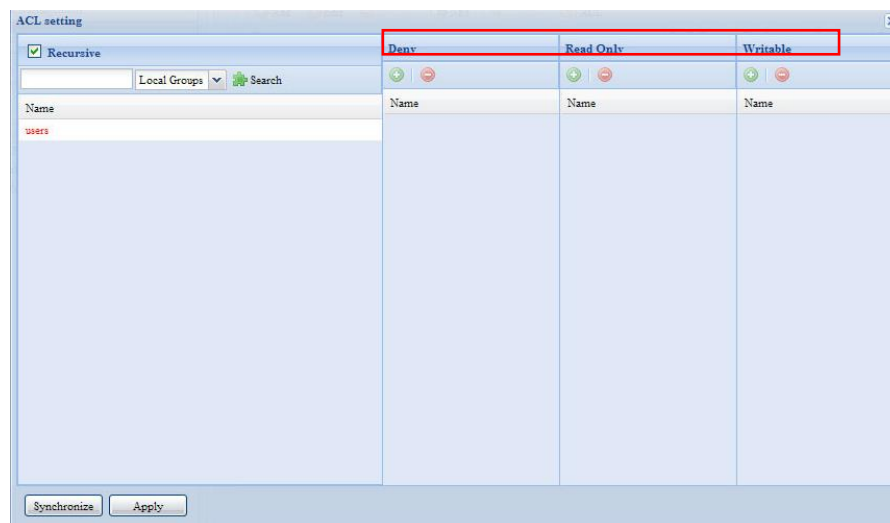 ACL setting
Recursive
Deny
Read Only
Writable
Local Groups
Search
Name
Name
Name
Name
users
Synchronize
Apply